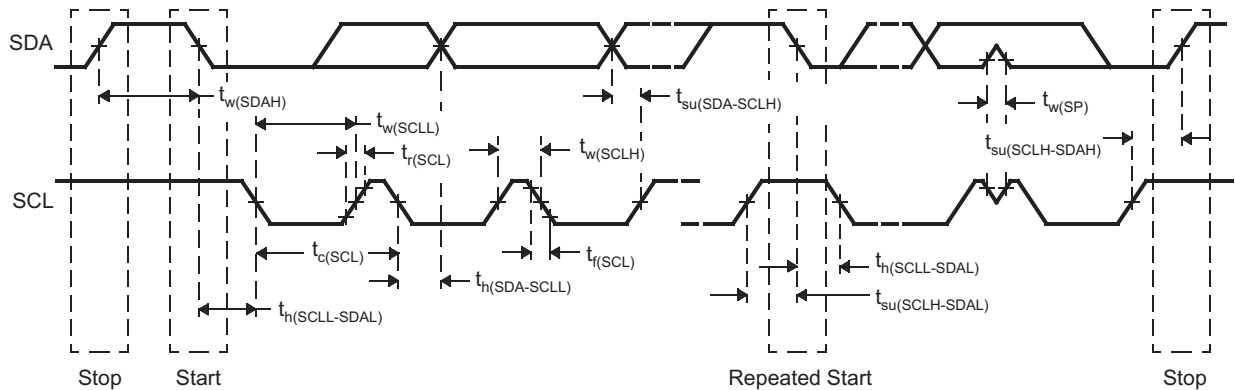 SDA
t_w(SDAH)
t_su(SDA-SCLH)
t_w(SP)
t_w(SCLL)
t_r(SCL)
t_w(SCLH)
t_su(SCLH-SDAH)
SCL
t_c(SCL)
t_f(SCL)
t_h(SDA-SCLL)
t_h(SCLL-SDAL)
t_h(SCLL-SDAL)
t_su(SCLH-SDAL)
Stop
Start
Repeated Start
Stop